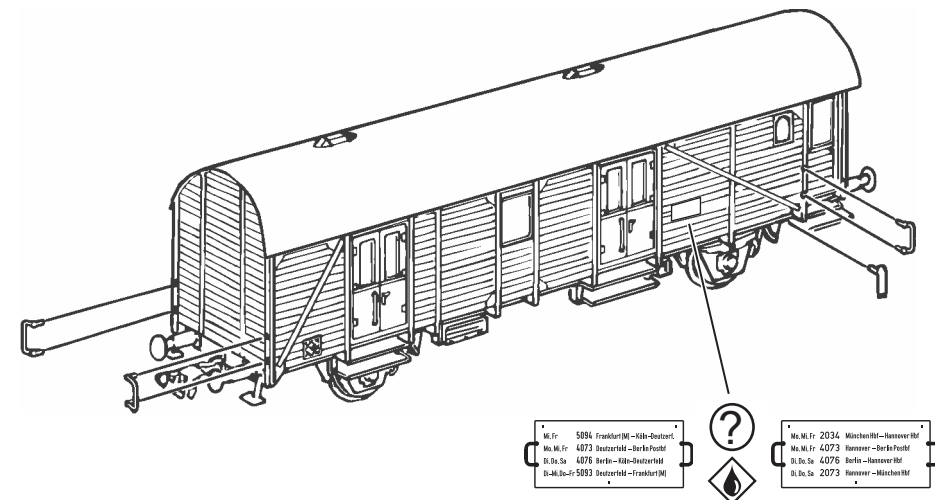 ?
Mi, Fr 5094 Frankfurt (M) – Köln-Deutzerf.
Mo, Mi, Fr 4073 Deutzerfeld – Berlin Postbf
Di, Do, Sa 4076 Berlin – Köln-Deutzerfeld
Di-Mi, Do-Fr 5093 Deutzerfeld – Frankfurt (M)
Mo, Mi, Fr 2034 München Hbf – Hannover Hbf
Mo, Mi, Fr 4073 Hannover – Berlin Postbf
Di, Do, Sa 4076 Berlin – Hannover Hbf
Di, Do, Sa 2073 Hannover – München Hbf